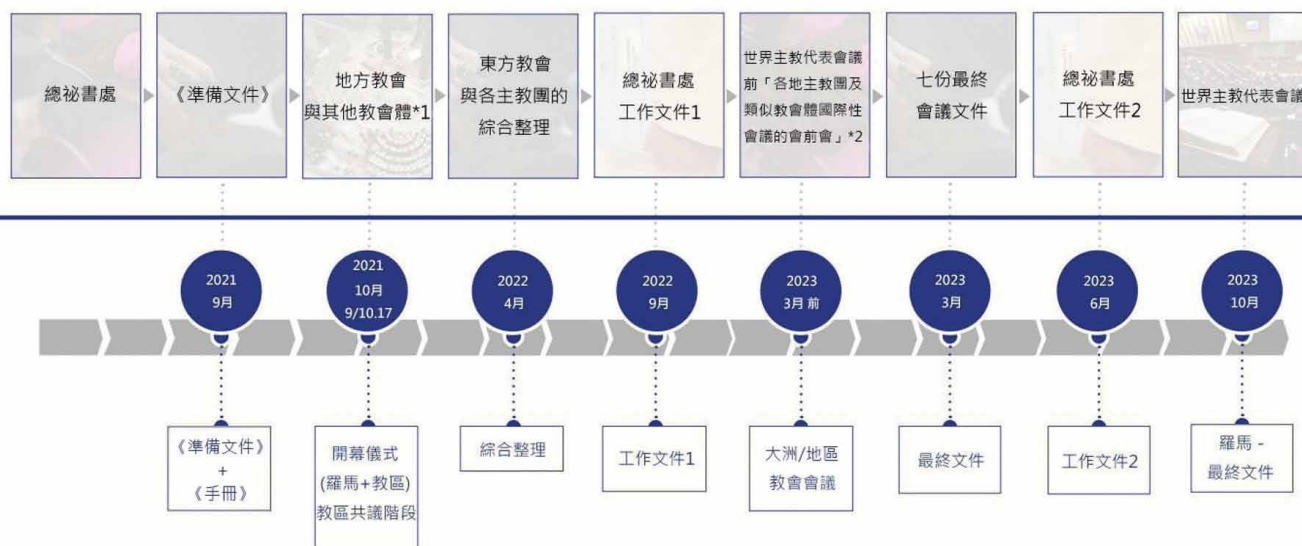 總祕書處
《準備文件》
地方教會
與其他教會體*1
東方教會
與各主教團的
綜合整理
總祕書處
工作文件1
世界主教代表會議
前「各地主教團及
類似教會體國際性
會議的會前會」*2
七份最終
會議文件
總祕書處
工作文件2
世界主教代表會議
2021
9月
2021
10月
9/10.17
2022
4月
2022
9月
2023
3月 前
2023
3月
2023
6月
2023
10月
《準備文件》
+
《手冊》
開幕儀式
(羅馬+教區)
教區共議階段
綜合整理
工作文件1
大洲/地區
教會會議
最終文件
工作文件2
羅馬 -
最終文件